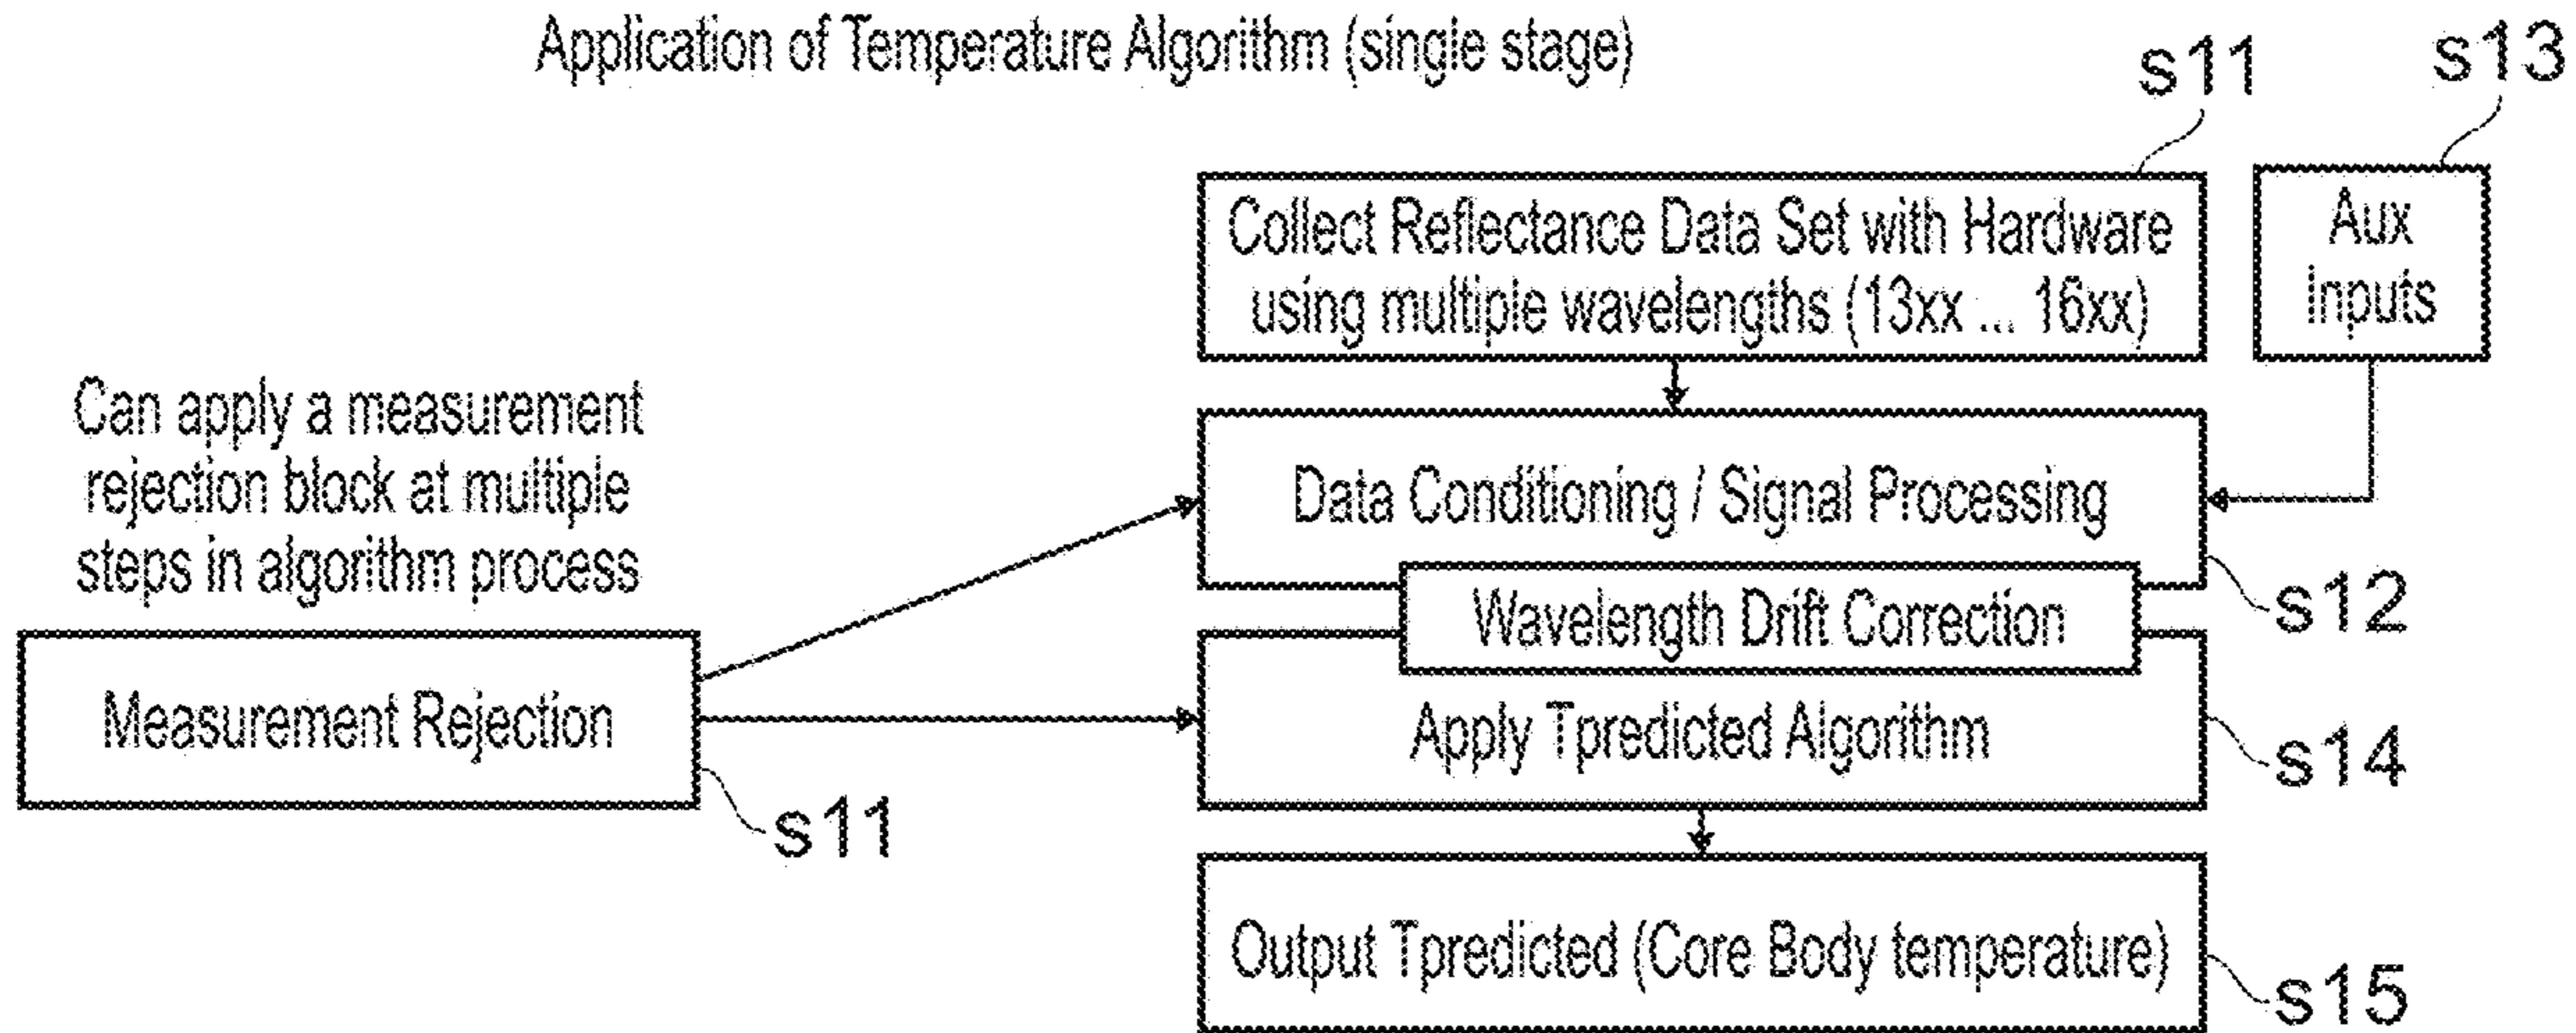 Application of Temperature Algorithm (single stage)
s11
s13
Collect Reflectance Data Set with Hardware
using multiple wavelengths (13xx ... 16xx)
Aux
inputs
Can apply a measurement
rejection block at multiple
steps in algorithm process
Data Conditioning / Signal Processing
s12
Wavelength Drift Correction
Measurement Rejection
s11
Apply Tpredicted Algorithm
s14
Output Tpredicted (Core Body temperature)
s15